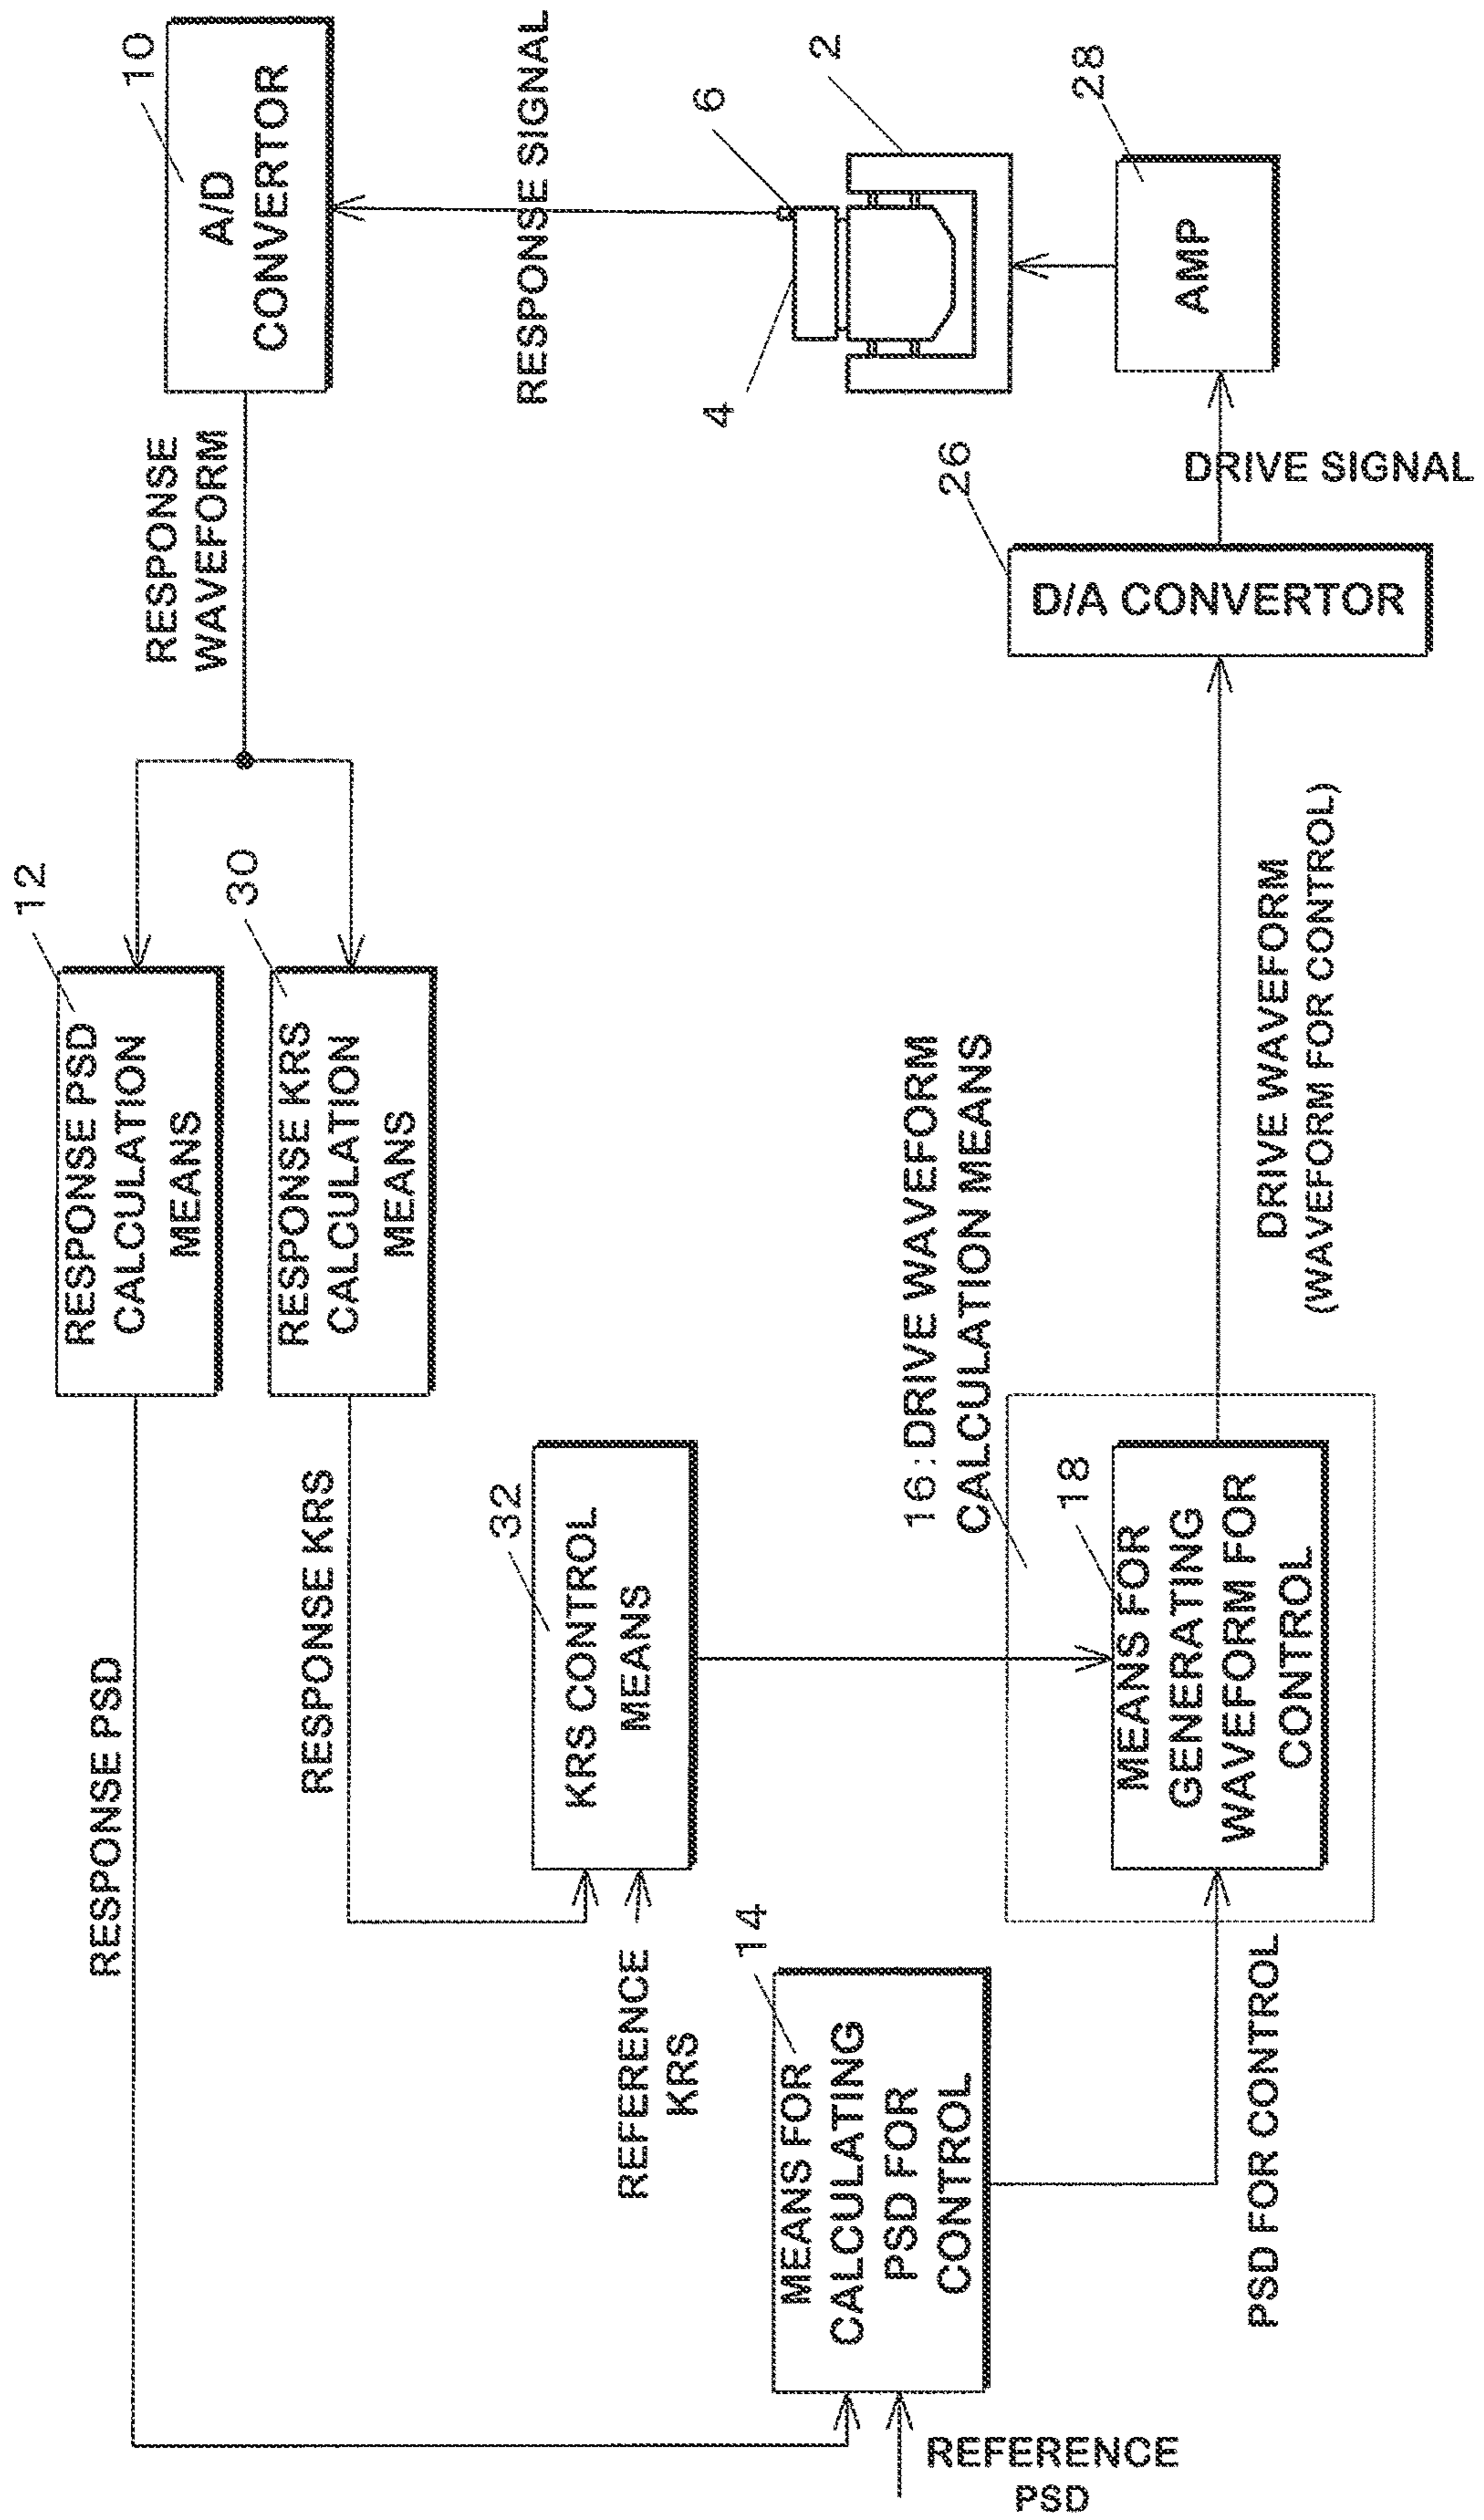 10
A/D
CONVERTOR
RESPONSE SIGNAL
6
2
4
28
AMP
DRIVE SIGNAL
26
D/A CONVERTOR
RESPONSE
WAVEFORM
12
RESPONSE PSD
CALCULATION
MEANS
30
RESPONSE KRS
CALCULATION
MEANS
RESPONSE PSD
RESPONSE KRS
32
KRS CONTROL
MEANS
REFERENCE
KRS
16:DRIVE WAVEFORM
CALCULATION MEANS
18
MEANS FOR
GENERATING
WAVEFORM FOR
CONTROL
DRIVE WAVEFORM
(WAVEFORM FOR CONTROL)
14
MEANS FOR
CALCULATING
PSD FOR
CONTROL
PSD FOR CONTROL
REFERENCE
PSD